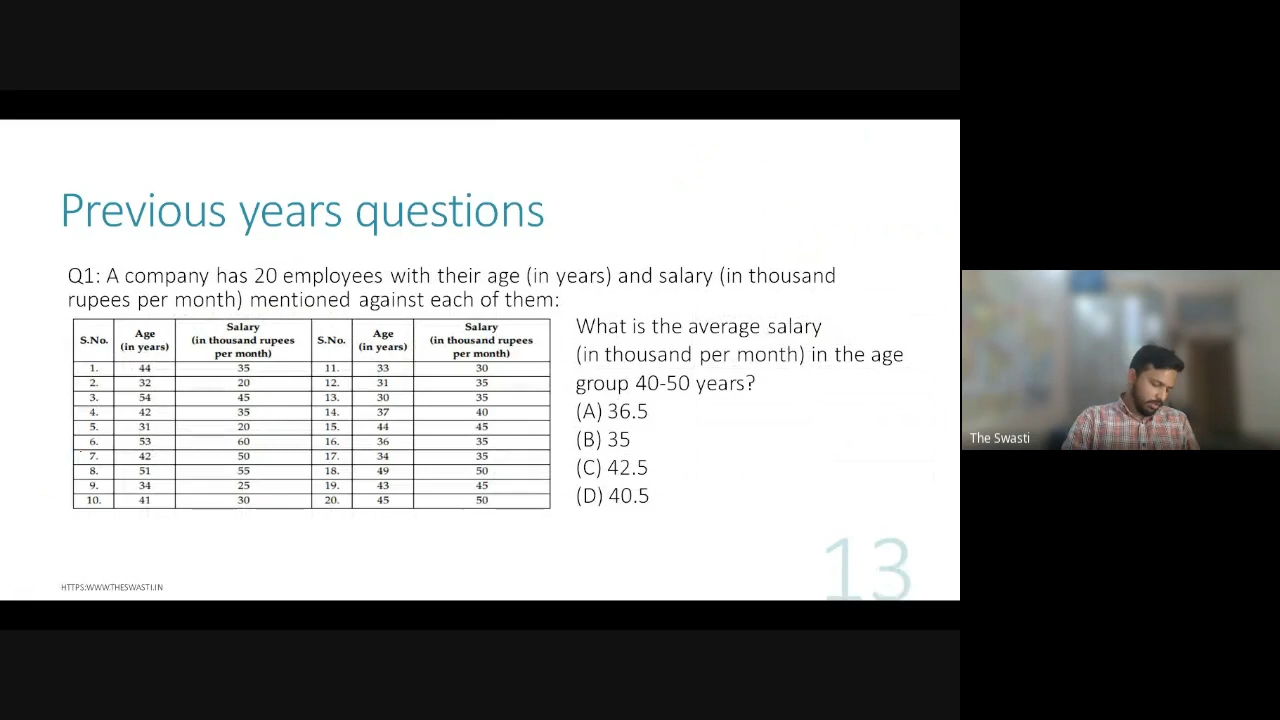 Previous years questions
Q1: A company has 20 employees with their age (in years) and salary (in thousand
rupees per month) mentioned against each of them:
S.No. Age (in years) Salary (in thousand rupees per month) S.No. Age (in years) Salary (in thousand rupees per month)
1. 44 35 11. 33 30
2. 32 20 12. 31 35
3. 54 45 13. 30 35
4. 42 35 14. 37 40
5. 31 20 15. 44 45
6. 53 60 16. 36 35
7. 42 50 17. 34 35
8. 51 55 18. 49 50
9. 34 25 19. 43 45
10. 41 30 20. 45 50
What is the average salary
(in thousand per month) in the age
group 40-50 years?
(A) 36.5
(B) 35
(C) 42.5
(D) 40.5
HTTPS:WWW.THESWASTI.IN
13
The Swasti